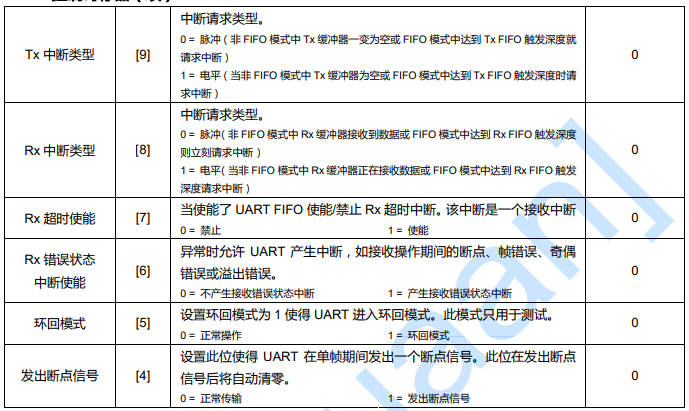 Tx 中断类型
[9]
中断请求类型。
0 = 脉冲（非 FIFO 模式中 Tx 缓冲器一变为空或 FIFO 模式中达到 Tx FIFO 触发深度就
请求中断）
1 = 电平（当非 FIFO 模式中 Tx 缓冲器为空或 FIFO 模式中达到 Tx FIFO 触发深度时请
求中断）
0
Rx 中断类型
[8]
中断请求类型。
0 = 脉冲（非 FIFO 模式中 Rx 缓冲器接收到数据或 FIFO 模式中达到 Rx FIFO 触发深度
则立刻请求中断）
1 = 电平（当非 FIFO 模式中 Rx 缓冲器正在接收数据或 FIFO 模式中达到 Rx FIFO 触发
深度请求中断）
0
Rx 超时使能
[7]
当使能了 UART FIFO 使能/禁止 Rx 超时中断。该中断是一个接收中断
0 = 禁止 1 = 使能
0
Rx 错误状态
中断使能
[6]
异常时允许 UART 产生中断，如接收操作期间的断点、帧错误、奇偶
错误或溢出错误。
0 = 不产生接收错误状态中断 1 = 产生接收错误状态中断
0
环回模式
[5]
设置环回模式为 1 使得 UART 进入环回模式。此模式只用于测试。
0 = 正常操作 1 = 环回模式
0
发出断点信号
[4]
设置此位使得 UART 在单帧期间发出一个断点信号。此位在发出断点
信号后将自动清零。
0 = 正常传输 1 = 发出断点信号
0